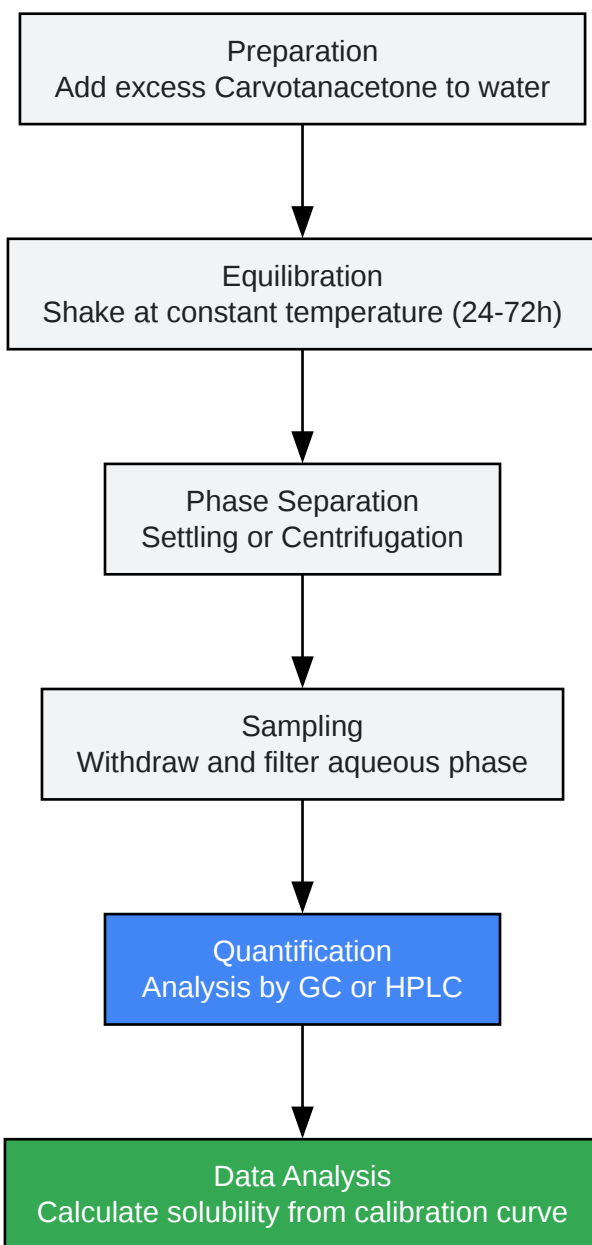 Preparation
Add excess Carvotanacetone to water
Equilibration
Shake at constant temperature (24-72h)
Phase Separation
Settling or Centrifugation
Sampling
Withdraw and filter aqueous phase
Quantification
Analysis by GC or HPLC
Data Analysis
Calculate solubility from calibration curve